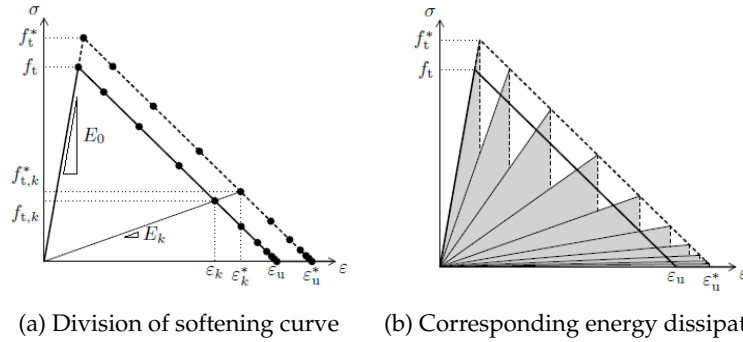 σ
f*t
ft
E0
f*t,k
ft,k
Ek
εk
ε*k
εu
ε*u
ε
(a) Division of softening curve
σ
f*t
ft
εu
ε*u
ε
(b) Corresponding energy dissipat